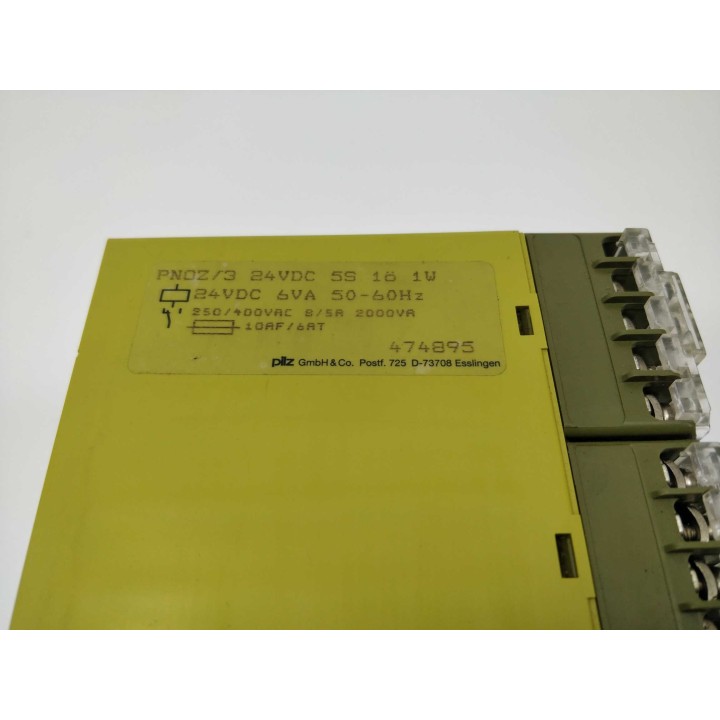 PNOZ/3 24VDC 5S 1Ö 1W
24VDC 6VA 50-60Hz
250/400VAC 8/5A 2000VA
10AF/6AT
474895
pilz GmbH & Co. Postf. 725 D-73708 Esslingen